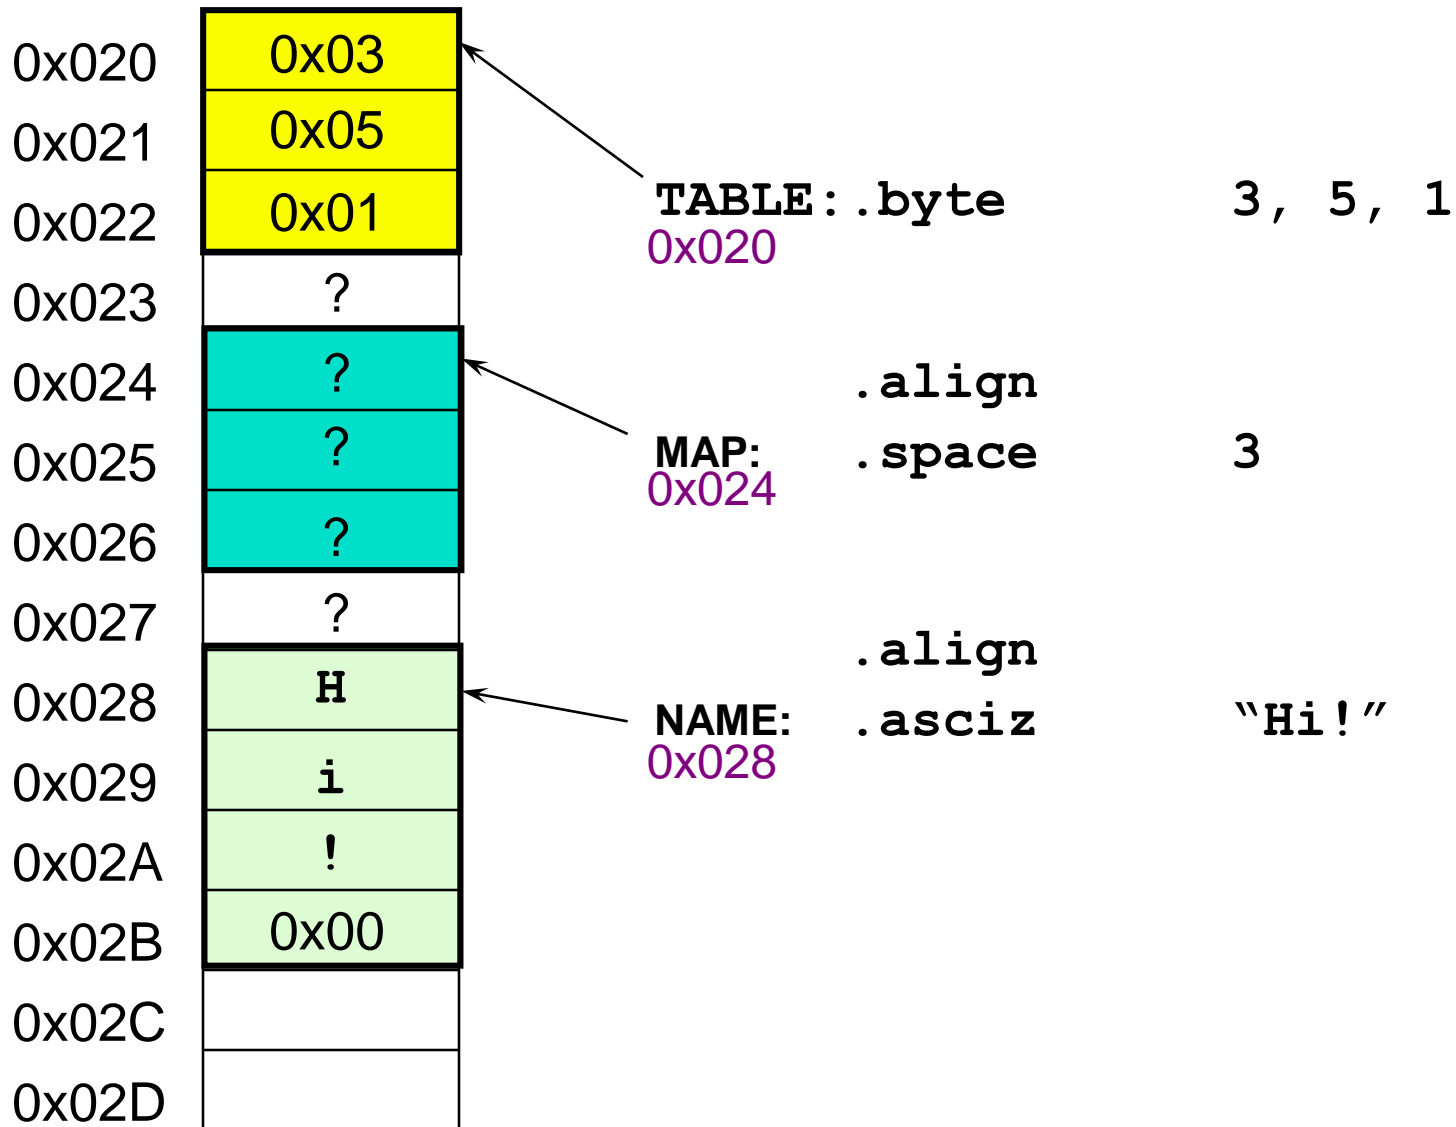 0x020 0x03
0x021 0x05
0x022 0x01 TABLE: .byte 3, 5, 1
0x020
0x023 ?
0x024 ? .align
0x025 ? MAP: .space 3
0x024
0x026 ?
0x027 ?
.align
0x028 H NAME: .asciz “Hi!”
0x028
0x029 i
0x02A !
0x02B 0x00
0x02C
0x02D